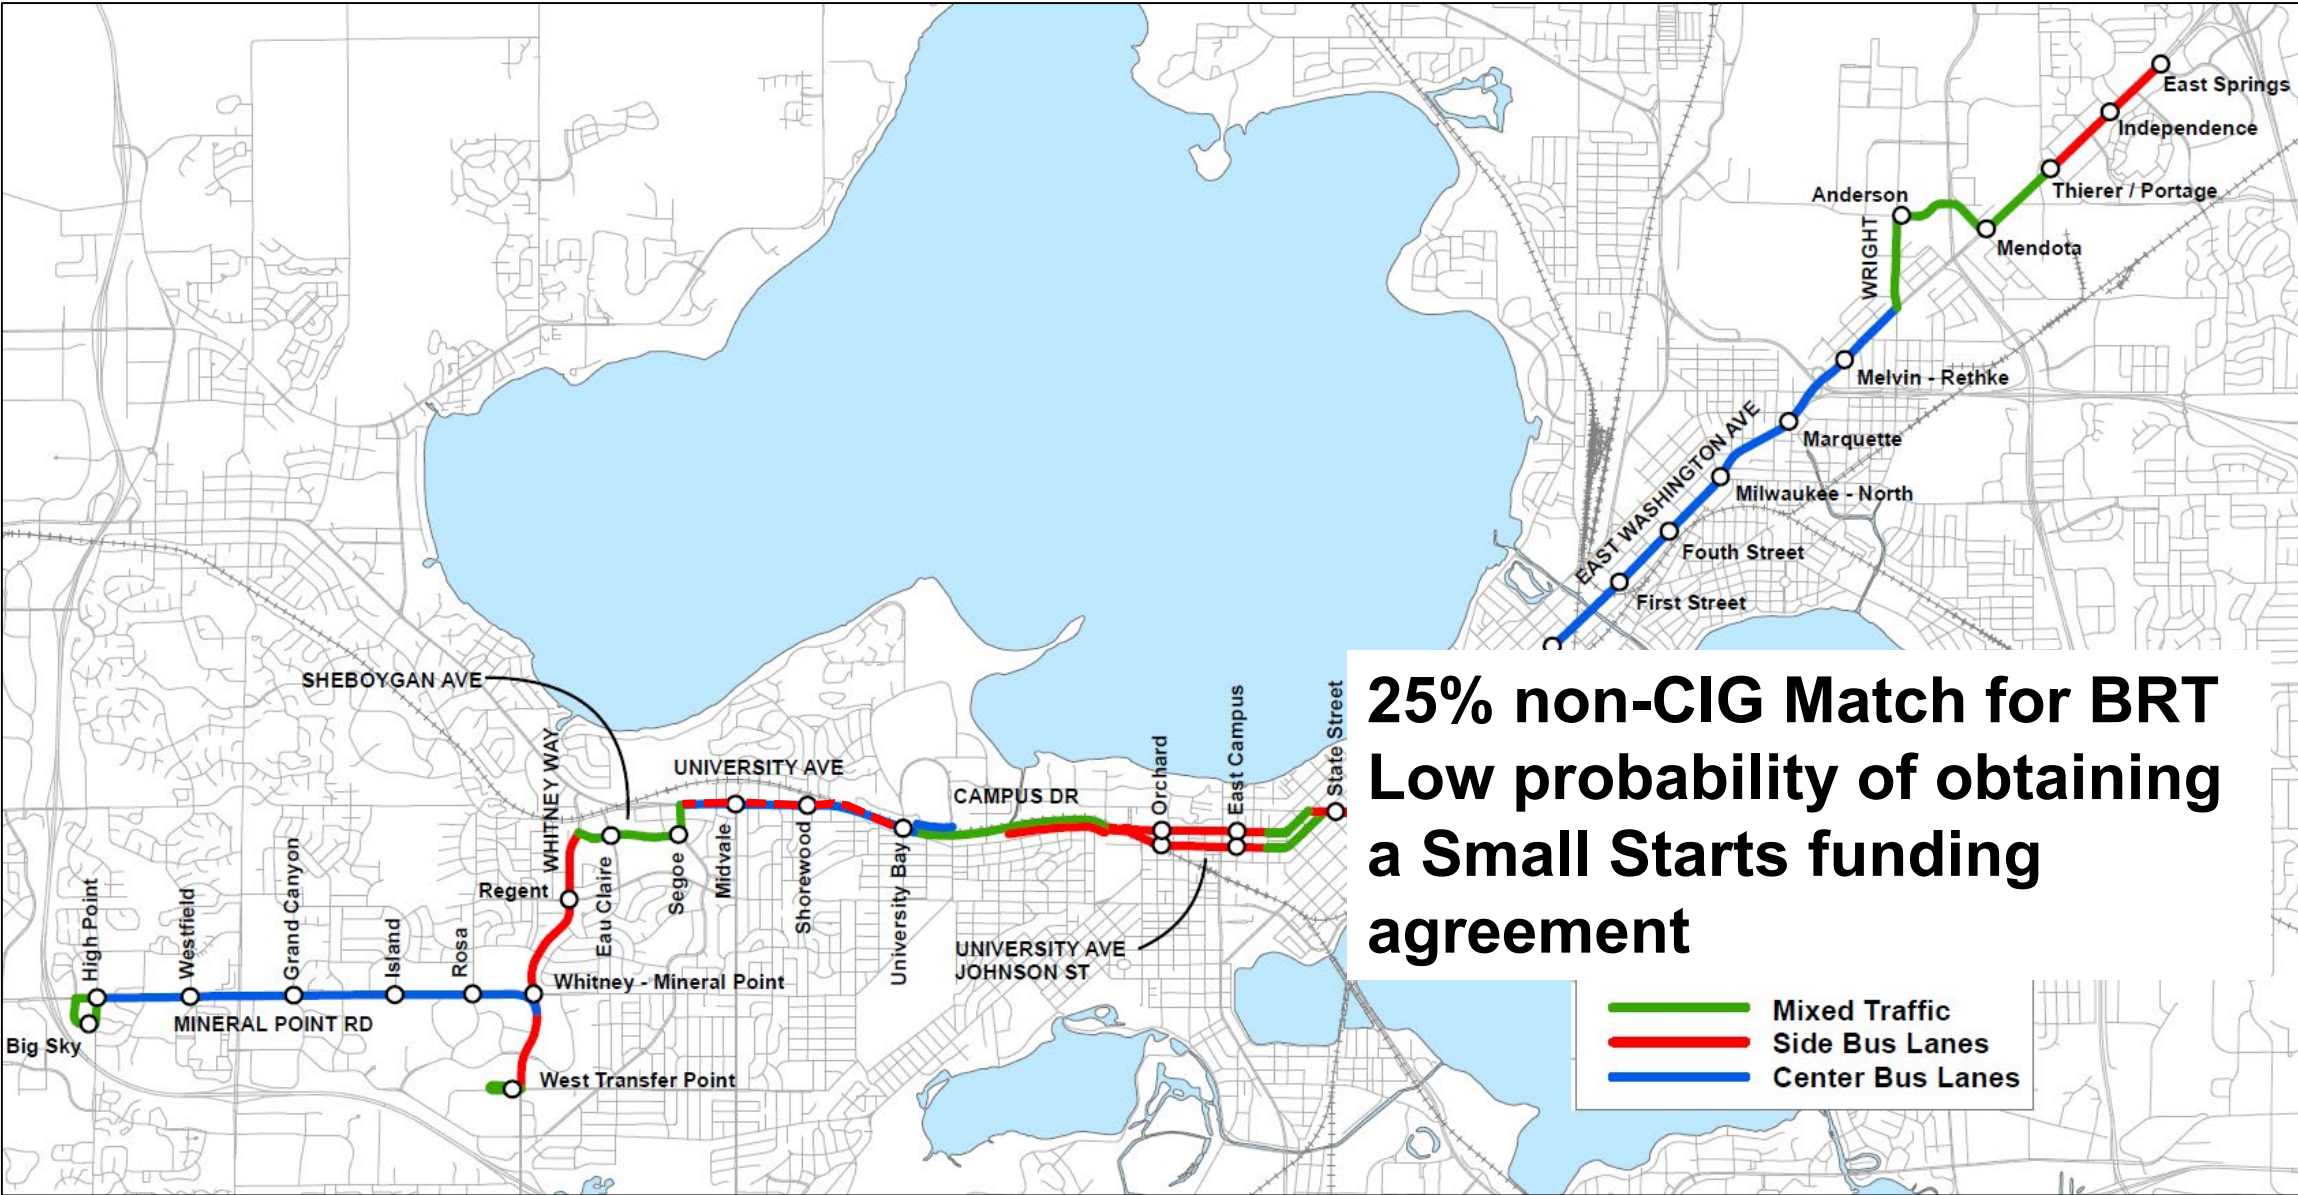 East Springs
Independence
Thierer / Portage
Anderson
WRIGHT
Mendota
Melvin - Rethke
Marquette
EAST WASHINGTON AVE
Milwaukee - North
Fouth Street
First Street
SHEBOYGAN AVE
WHITNEY WAY
UNIVERSITY AVE
CAMPUS DR
Orchard
East Campus
State Street
25% non-CIG Match for BRT
Low probability of obtaining
a Small Starts funding
agreement
High Point
Westfield
Grand Canyon
Island
Rosa
Regent
Eau Claire
Segoe
Midvale
Shorewood
University Bay
UNIVERSITY AVE
JOHNSON ST
Whitney - Mineral Point
MINERAL POINT RD
Big Sky
West Transfer Point
Mixed Traffic
Side Bus Lanes
Center Bus Lanes